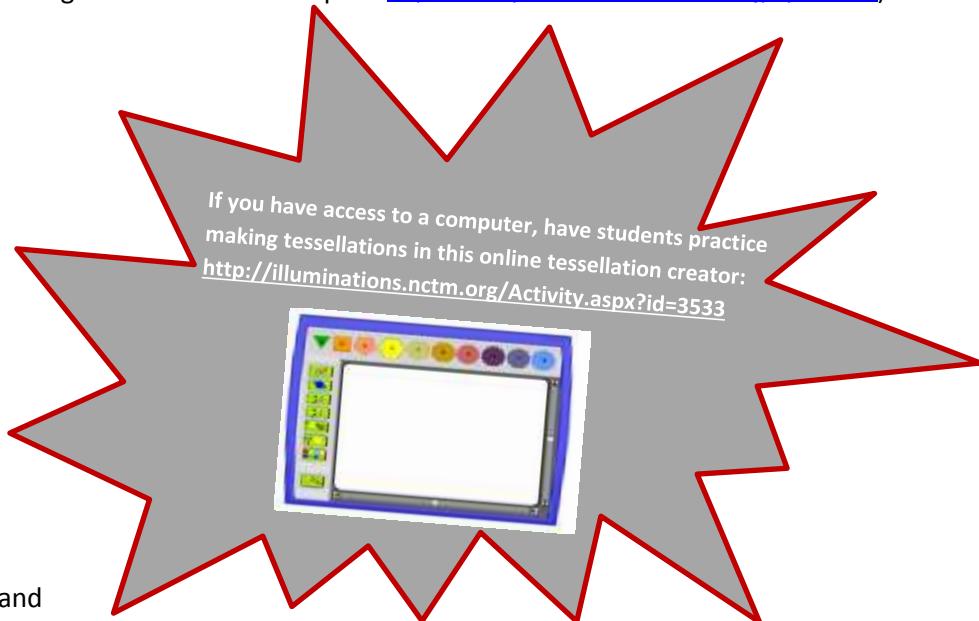 If you have access to a computer, have students practice
making tessellations in this online tessellation creator:
http://illuminations.nctm.org/Activity.aspx?id=3533
and